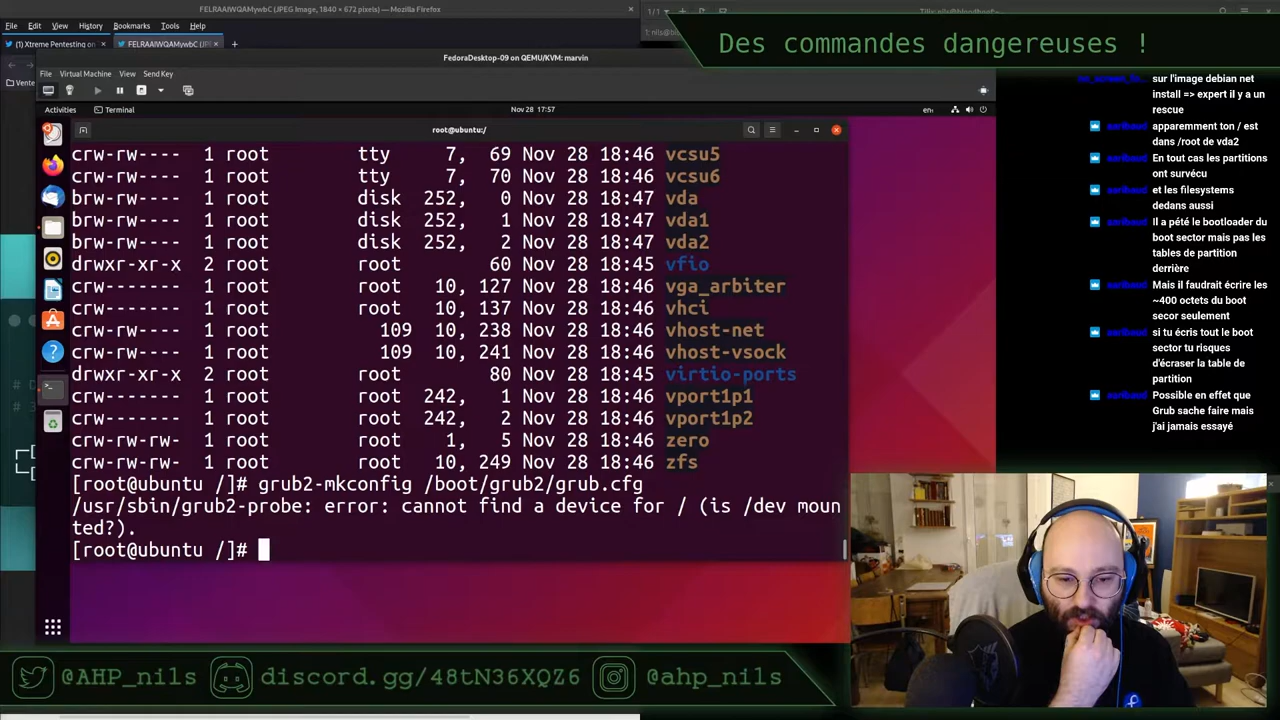 FELRAAIWQAMywbC (JPEG Image, 1840 × 672 pixels) — Mozilla Firefox
File Edit View History Bookmarks Tools Help
(1) Xtreme Pentesting on
FELRAAIWQAMywbC (JPE
Vente
1/1
Des commandes dangereuses !
FedoraDesktop-09 on QEMU/KVM: marvin
File Virtual Machine View Send Key
Activities Terminal Nov 28 17:57 en
root@ubuntu:/
crw-rw---- 1 root tty 7, 69 Nov 28 18:46 vcsu5
crw-rw---- 1 root tty 7, 70 Nov 28 18:46 vcsu6
brw-rw---- 1 root disk 252, 0 Nov 28 18:47 vda
brw-rw---- 1 root disk 252, 1 Nov 28 18:47 vda1
brw-rw---- 1 root disk 252, 2 Nov 28 18:47 vda2
drwxr-xr-x 2 root root 60 Nov 28 18:45 vfio
crw------- 1 root root 10, 127 Nov 28 18:46 vga_arbiter
crw------- 1 root root 10, 137 Nov 28 18:46 vhci
crw-rw---- 1 root 109 10, 238 Nov 28 18:46 vhost-net
crw-rw---- 1 root 109 10, 241 Nov 28 18:46 vhost-vsock
drwxr-xr-x 2 root root 80 Nov 28 18:46 virtio-ports
crw------- 1 root root 242, 1 Nov 28 18:46 vport1p1
crw------- 1 root root 242, 2 Nov 28 18:46 vport1p2
crw-rw-rw- 1 root root 1, 5 Nov 28 18:46 zero
crw-rw-rw- 1 root root 10, 249 Nov 28 18:46 zfs
[root@ubuntu /]# grub2-mkconfig /boot/grub2/grub.cfg
/usr/sbin/grub2-probe: error: cannot find a device for / (is /dev moun
ted?).
[root@ubuntu /]#
sur l'image debian net
install => expert il y a un
rescue
apparemment ton / est
dans /root de vda2
En tout cas les partitions
ont survécu
et les filesystems
dedans aussi
Il a pété le bootloader du
boot sector mais pas les
tables de partition
derrière
Mais il faudrait écrire les
~400 octets du boot
secor seulement
si tu écris tout le boot
sector tu risques
d'écraser la table de
partition
Possible en effet que
Grub sache faire mais
j'ai jamais essayé
@AHP_nils discord.gg/48tN36XQZ6 @ahp_nils